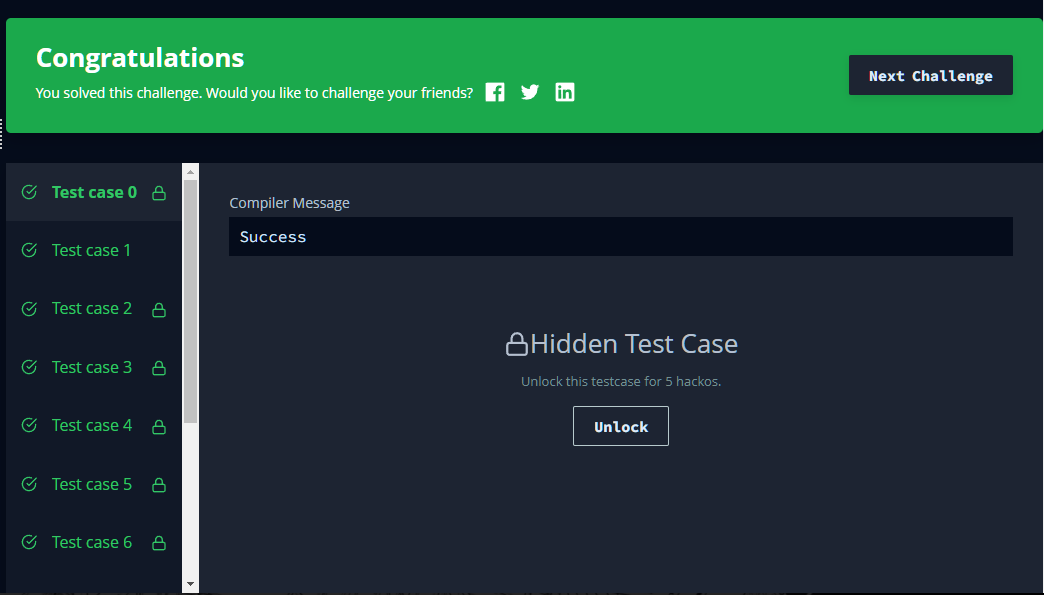 Congratulations
You solved this challenge. Would you like to challenge your friends?
Next Challenge
Test case 0
Test case 1
Test case 2
Test case 3
Test case 4
Test case 5
Test case 6
Compiler Message
Success
Hidden Test Case
Unlock this testcase for 5 hackos.
Unlock